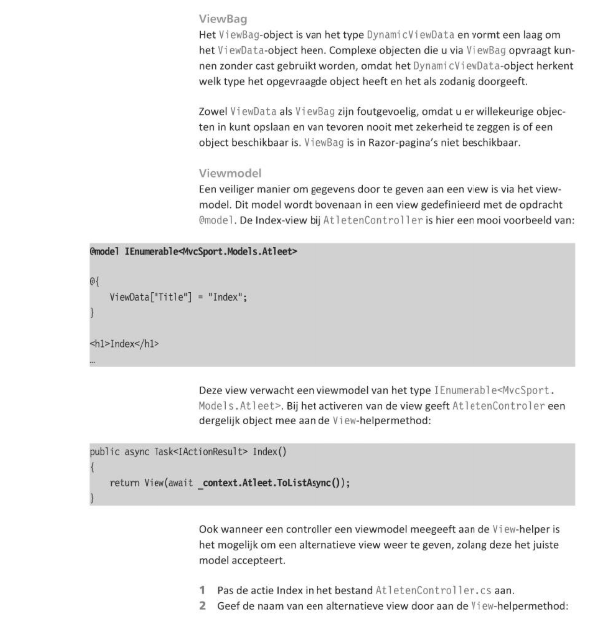 ViewBag
Het ViewBag-object is van het type DynamicViewData en vormt een laag om
het ViewData-object heen. Complexe objecten die u via ViewBag opvraagt kun-
nen zonder cast gebruikt worden, omdat het DynamicViewData-object herkent
welk type het opgevraagde object heeft en het als zodanig doorgeeft.
Zowel ViewData als ViewBag zijn foutgevoelig, omdat u er willekeurige objec-
ten in kunt opslaan en van tevoren nooit met zekerheid te zeggen is of een
object beschikbaar is. ViewBag is in Razor-pagina's niet beschikbaar.
Viewmodel
Een veiliger manier om gegevens door te geven aan een view is via het view-
model. Dit model wordt bovenaan in een view gedefinieerd met de opdracht
@model. De Index-view bij AtletenController is hier een mooi voorbeeld van:
@model IEnumerable<MvcSport.Models.Atleet>
@{
ViewData["Title"] = "Index";
}
<h1>Index</h1>
…
Deze view verwacht een viewmodel van het type IEnumerable<MvcSport.
Models.Atleet>. Bij het activeren van de view geeft AtletenControler een
dergelijk object mee aan de View-helpermethod:
public async Task<IActionResult> Index()
{
return View(await _context.Atleet.ToListAsync());
}
Ook wanneer een controller een viewmodel meegeeft aan de View-helper is
het mogelijk om een alternatieve view weer te geven, zolang deze het juiste
model accepteert.
1 Pas de actie Index in het bestand AtletenController.cs aan.
2 Geef de naam van een alternatieve view door aan de View-helpermethod: